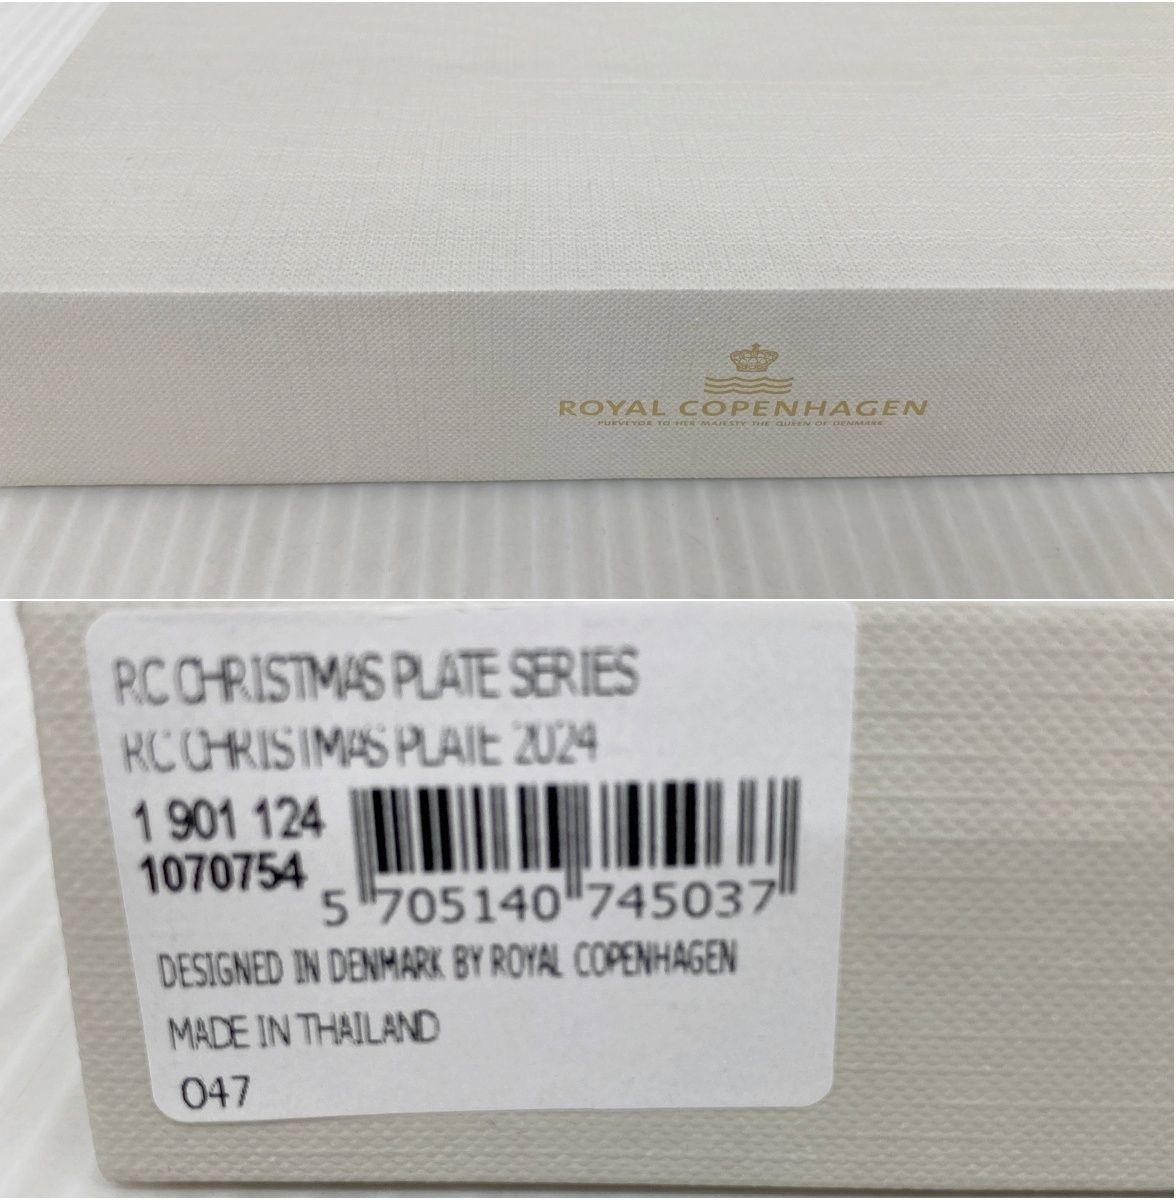 ROYAL COPENHAGEN
PURVEYOR TO HER MAJESTY THE QUEEN OF DENMARK
RC CHRISTMAS PLATE SERIES
RC CHRISTMAS PLATE 2024
1 901 124
1070754
5 705140 745037
DESIGNED IN DENMARK BY ROYAL COPENHAGEN
MADE IN THAILAND
047